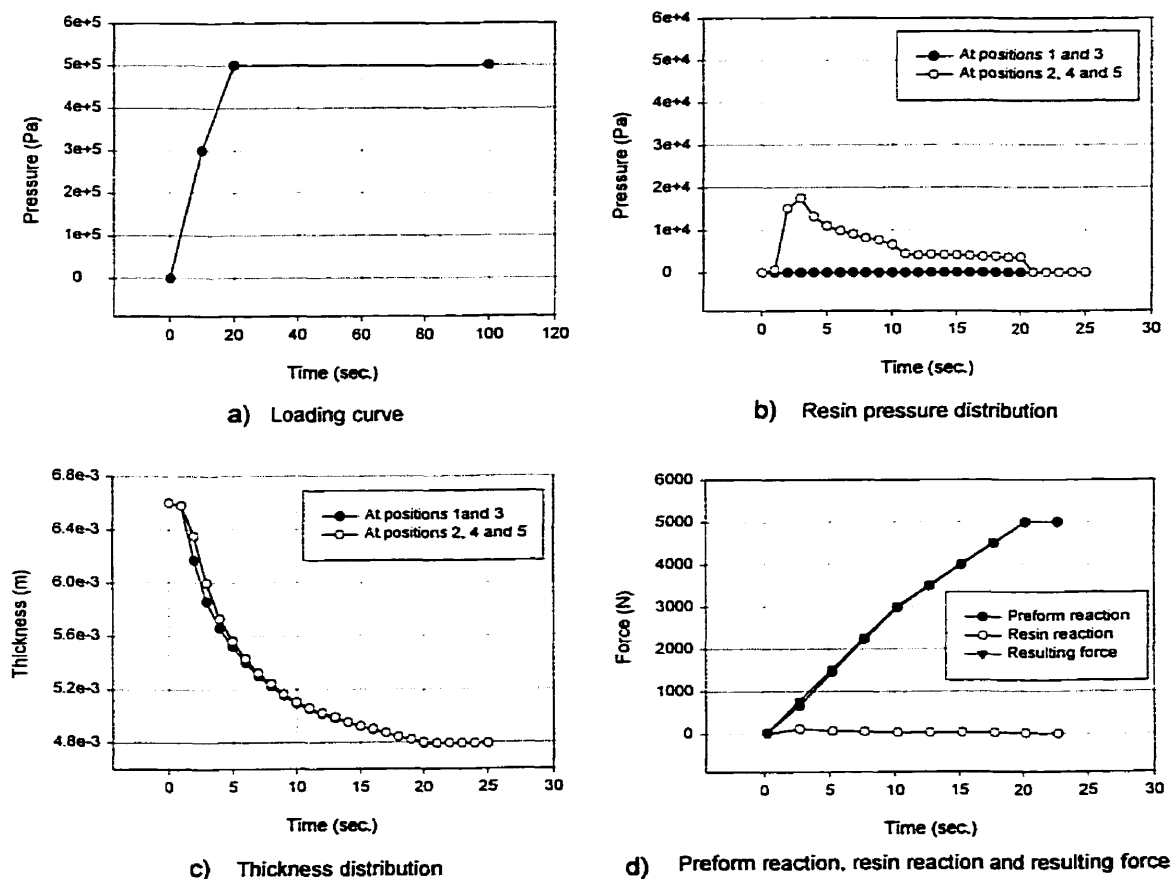 6e+5
5e+5
4e+5
3e+5
2e+5
1e+5
0
Pressure (Pa)
0 20 40 60 80 100 120
Time (sec.)
a) Loading curve
6e+4
5e+4
4e+4
3e+4
2e+4
1e+4
0
Pressure (Pa)
At positions 1 and 3
At positions 2, 4 and 5
0 5 10 15 20 25 30
Time (sec.)
b) Resin pressure distribution
6.8e-3
6.4e-3
6.0e-3
5.6e-3
5.2e-3
4.8e-3
Thickness (m)
At positions 1and 3
At positions 2, 4 and 5
0 5 10 15 20 25 30
Time (sec.)
c) Thickness distribution
6000
5000
4000
3000
2000
1000
0
Force (N)
Preform reaction
Resin reaction
Resulting force
0 5 10 15 20 25 30
Time (sec.)
d) Preform reaction, resin reaction and resulting force